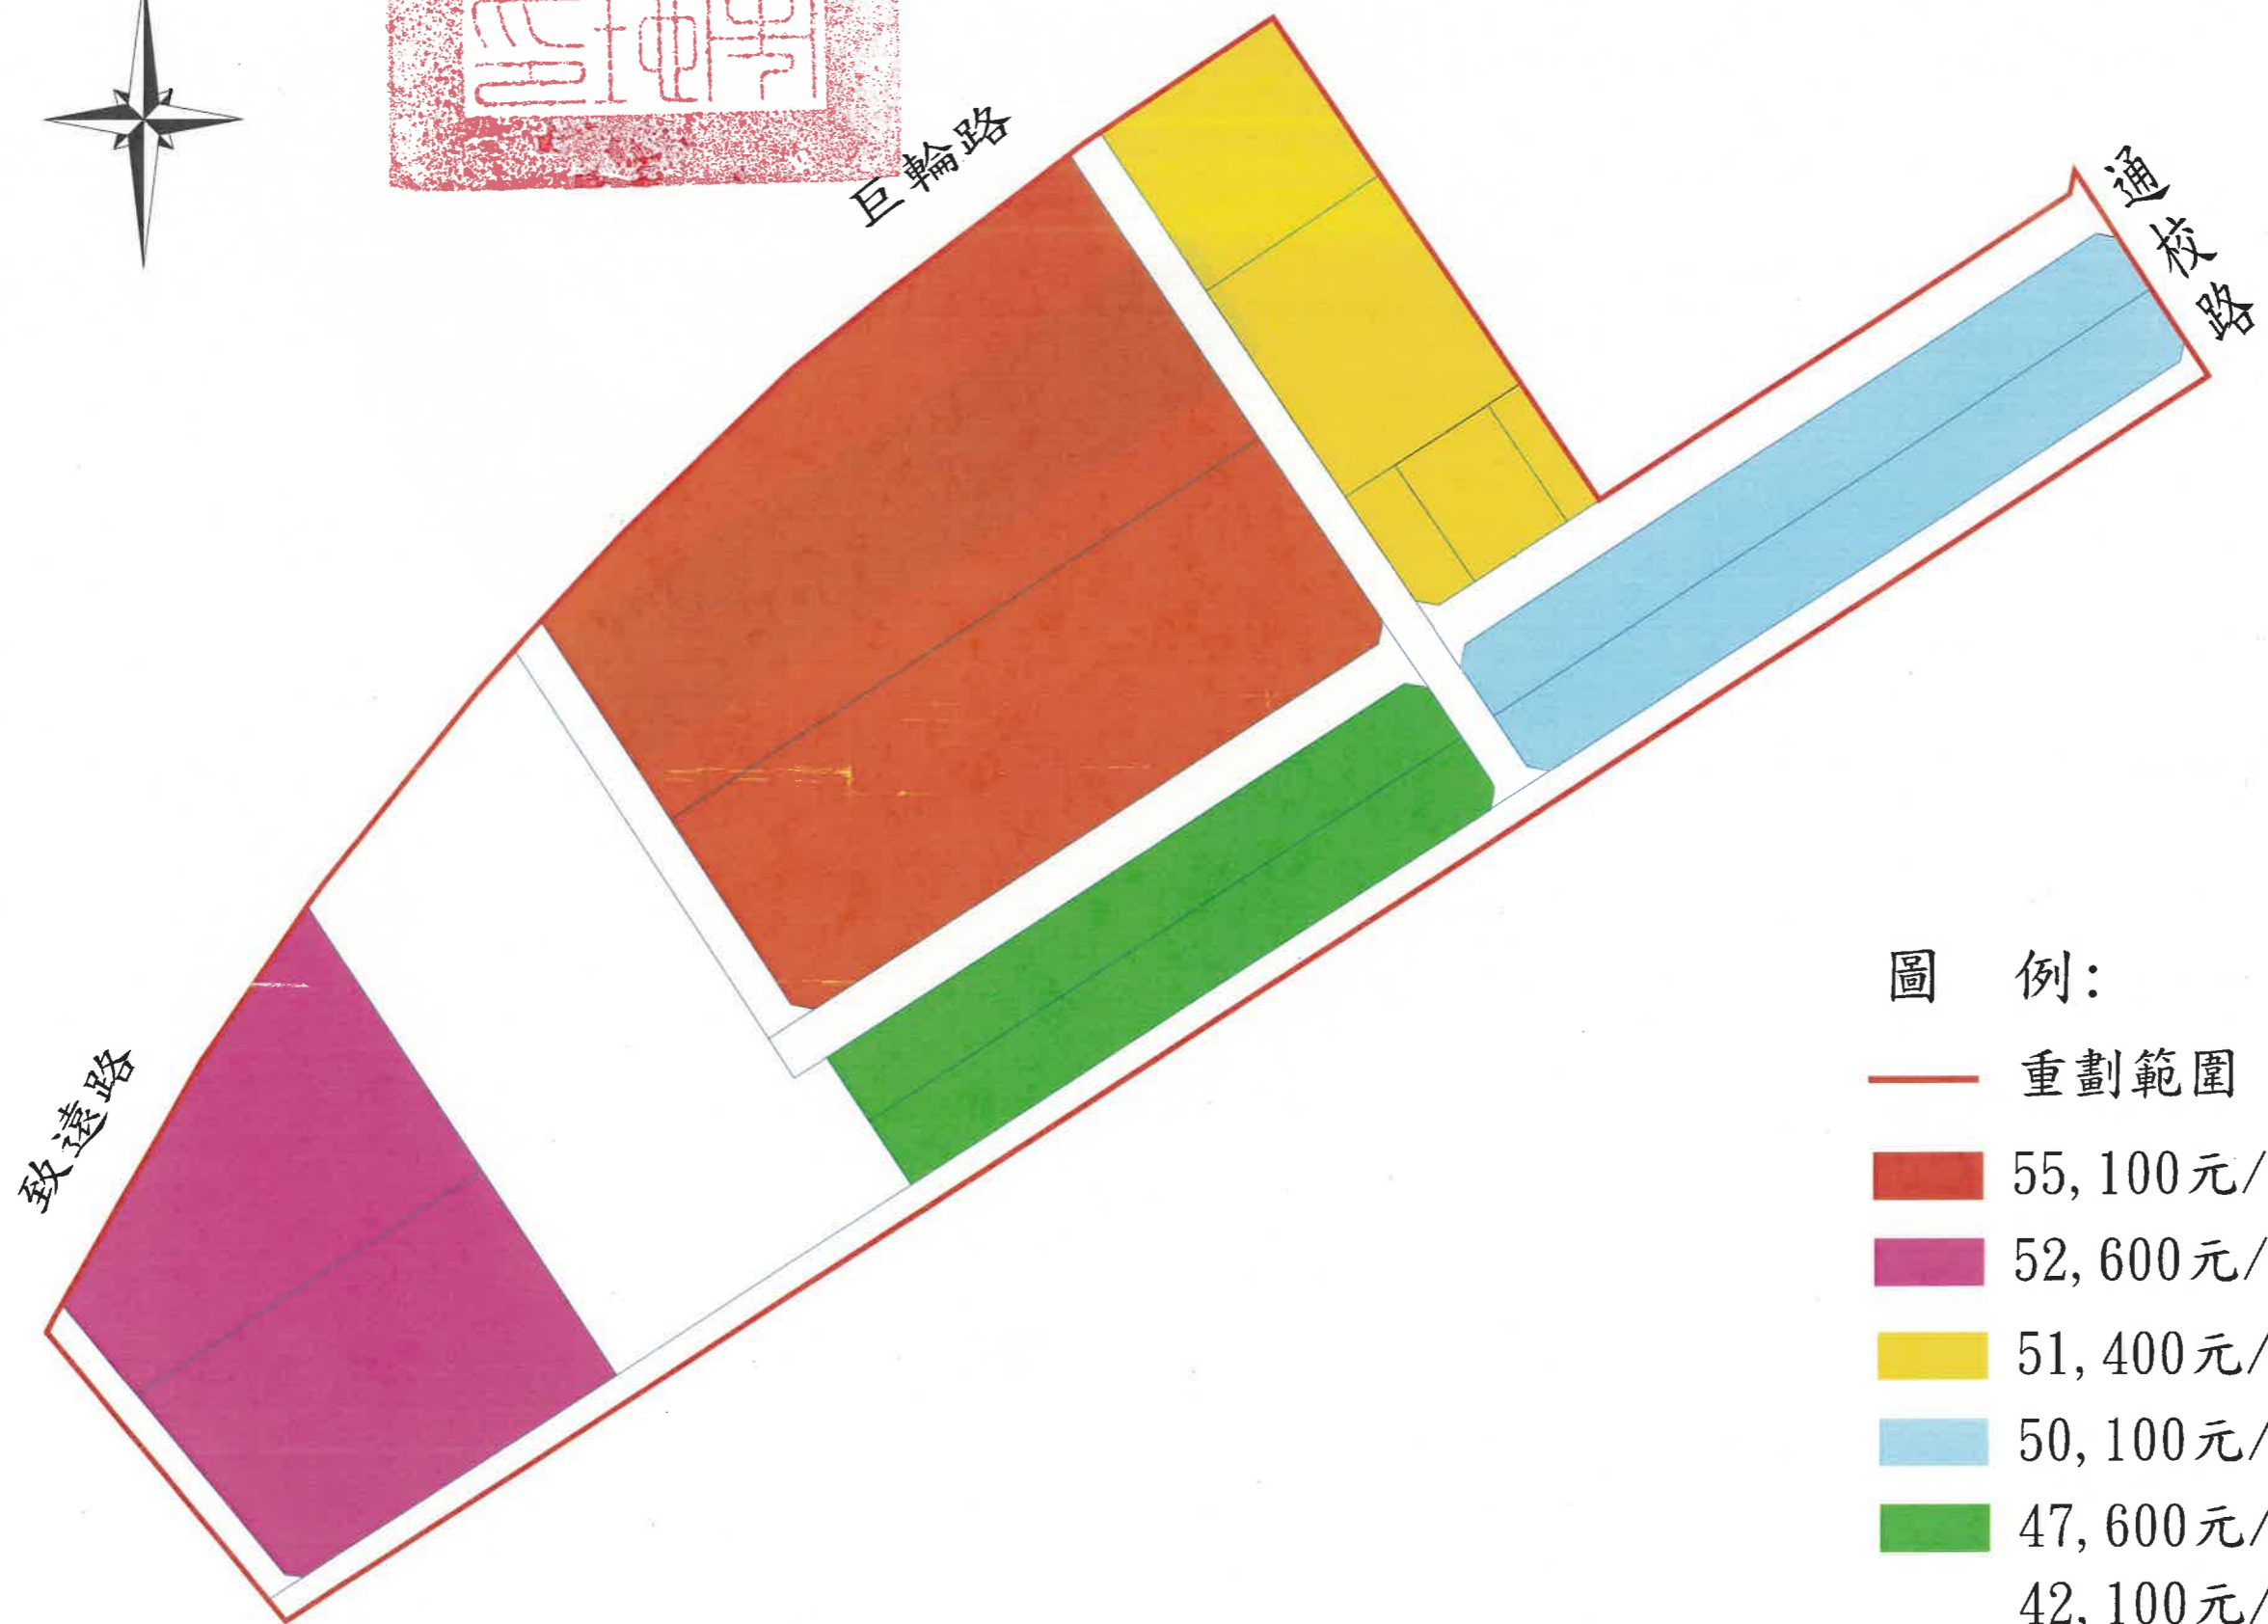 巨輪路
通校路
致遠路
圖 例:
重劃範圍
55,100元/
52,600元/
51,400元/
50,100元/
47,600元/
42,100元/